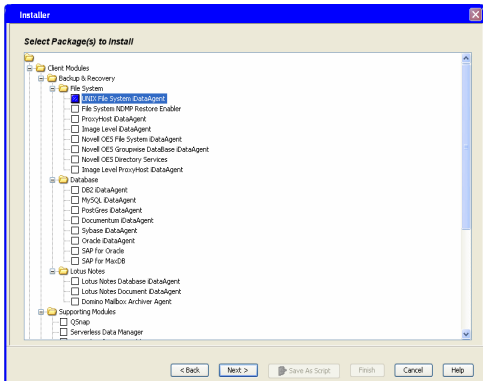 Installer
Select Package(s) to Install
Client Modules
Backup & Recovery
File System
UNIX File System iDataAgent
File System NDMP Restore Enabler
ProxyHost iDataAgent
Image Level iDataAgent
Novell OES File System iDataAgent
Novell OES Groupwise DataBase iDataAgent
Novell OES Directory Services
Image Level ProxyHost iDataAgent
Database
DB2 iDataAgent
MySQL iDataAgent
PostGres iDataAgent
Documentum iDataAgent
Sybase iDataAgent
Oracle iDataAgent
SAP for Oracle
SAP for MaxDB
Lotus Notes
Lotus Notes Database iDataAgent
Lotus Notes Document iDataAgent
Domino Mailbox Archiver Agent
Supporting Modules
QSnap
Serverless Data Manager
< Back Next > Save As Script Finish Cancel Help